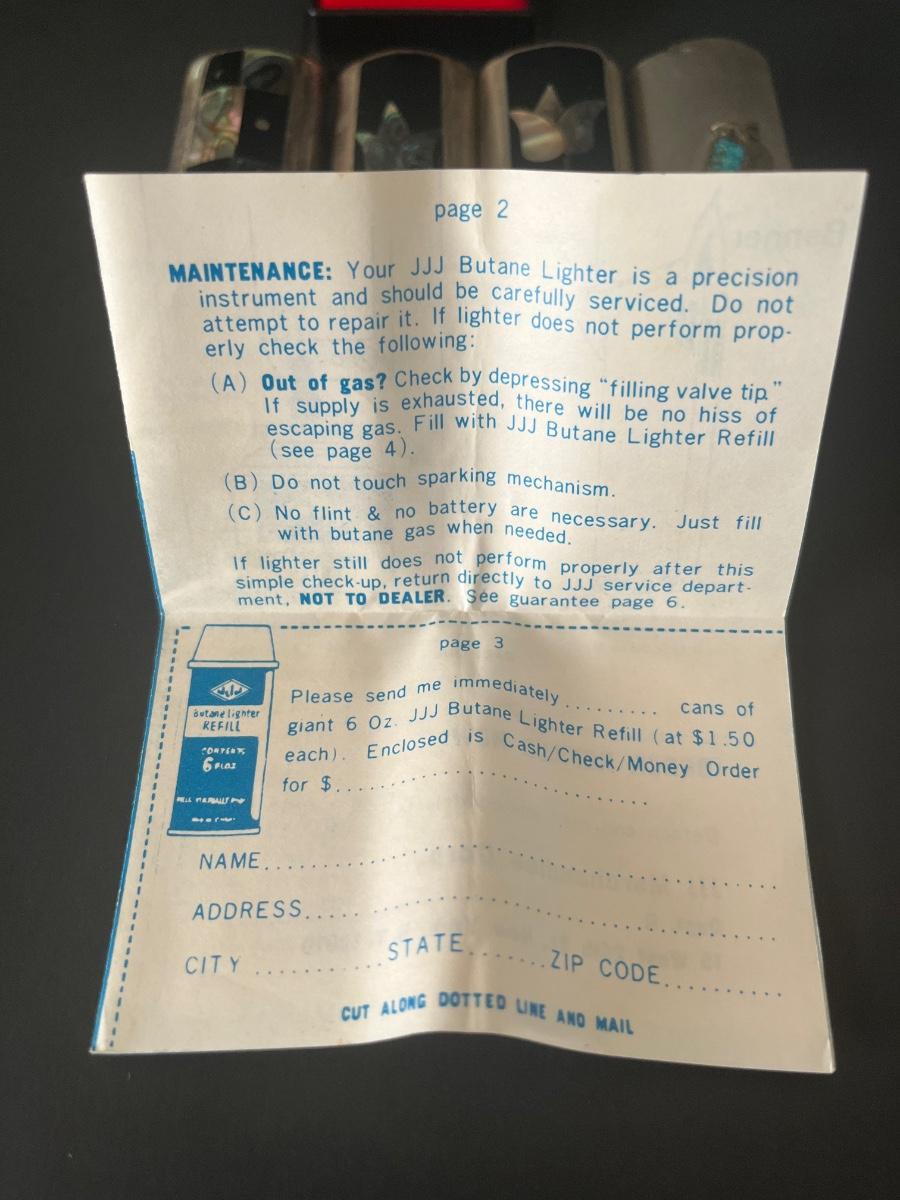 page 2
MAINTENANCE: Your JJJ Butane Lighter is a precision
instrument and should be carefully serviced. Do not
attempt to repair it. If lighter does not perform prop-
erly check the following:
(A) Out of gas? Check by depressing "filling valve tip."
If supply is exhausted, there will be no hiss of
escaping gas. Fill with JJJ Butane Lighter Refill
(see page 4).
(B) Do not touch sparking mechanism.
(C) No flint & no battery are necessary. Just fill
with butane gas when needed.
If lighter still does not perform properly after this
simple check-up, return directly to JJJ service depart-
ment, NOT TO DEALER. See guarantee page 6.
page 3
JJJ
butane lighter
REFILL
CONTENTS
6 FL.OZ
Please send me immediately ......... cans of
giant 6 Oz. JJJ Butane Lighter Refill (at $1.50
each). Enclosed is Cash/Check/Money Order
for $..............................
NAME..................................................
ADDRESS..............................................
CITY ............STATE........ZIP CODE...........
CUT ALONG DOTTED LINE AND MAIL